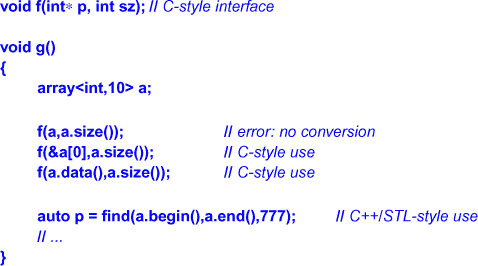 void f(int* p, int sz); // C-style interface
void g()
{
array<int,10> a;
f(a,a.size()); // error: no conversion
f(&a[0],a.size()); // C-style use
f(a.data(),a.size()); // C-style use
auto p = find(a.begin(),a.end(),777); // C++/STL-style use
// ...
}